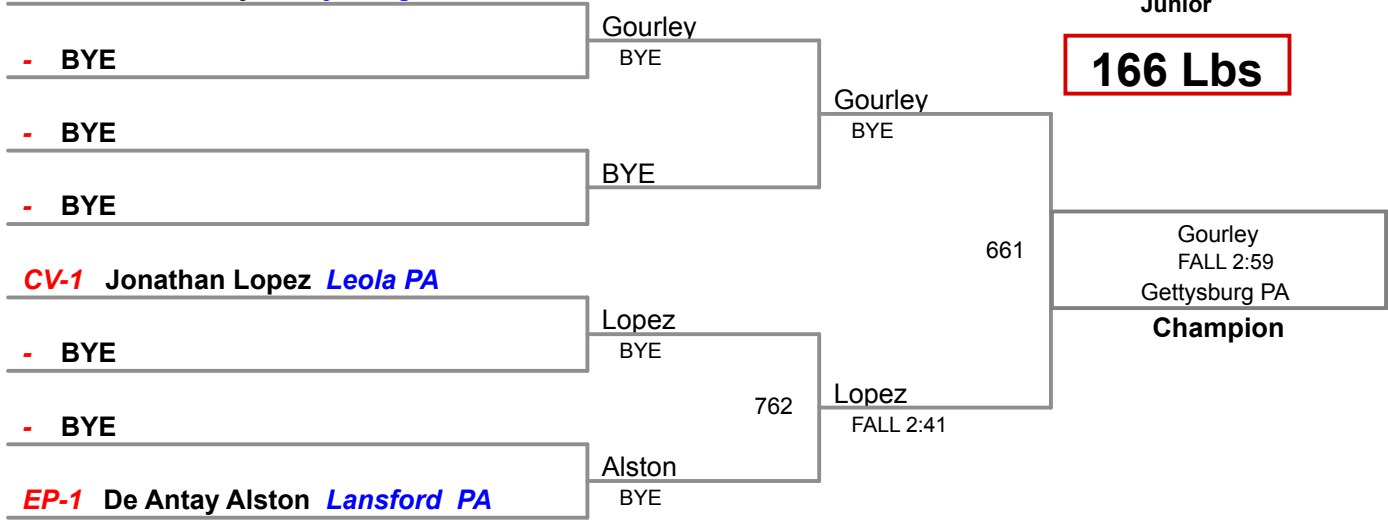 Junior
166 Lbs
- BYE
- BYE
- BYE
CV-1 Jonathan Lopez Leola PA
- BYE
- BYE
EP-1 De Antay Alston Lansford PA
Gourley
BYE
BYE
Lopez
BYE
762
Alston
BYE
Gourley
BYE
661
Lopez
FALL 2:41
Gourley
FALL 2:59
Gettysburg PA
Champion